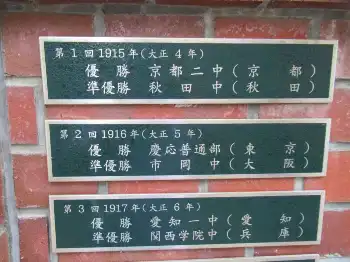 第1回1915年(大正4年)
優勝 京都二中(京都)
準優勝 秋田中(秋田)
第2回1916年(大正5年)
優勝 慶応普通部(東京)
準優勝 市岡中(大阪)
第3回1917年(大正6年)
優勝 愛知一中(愛知)
準優勝 関西学院中(兵庫)